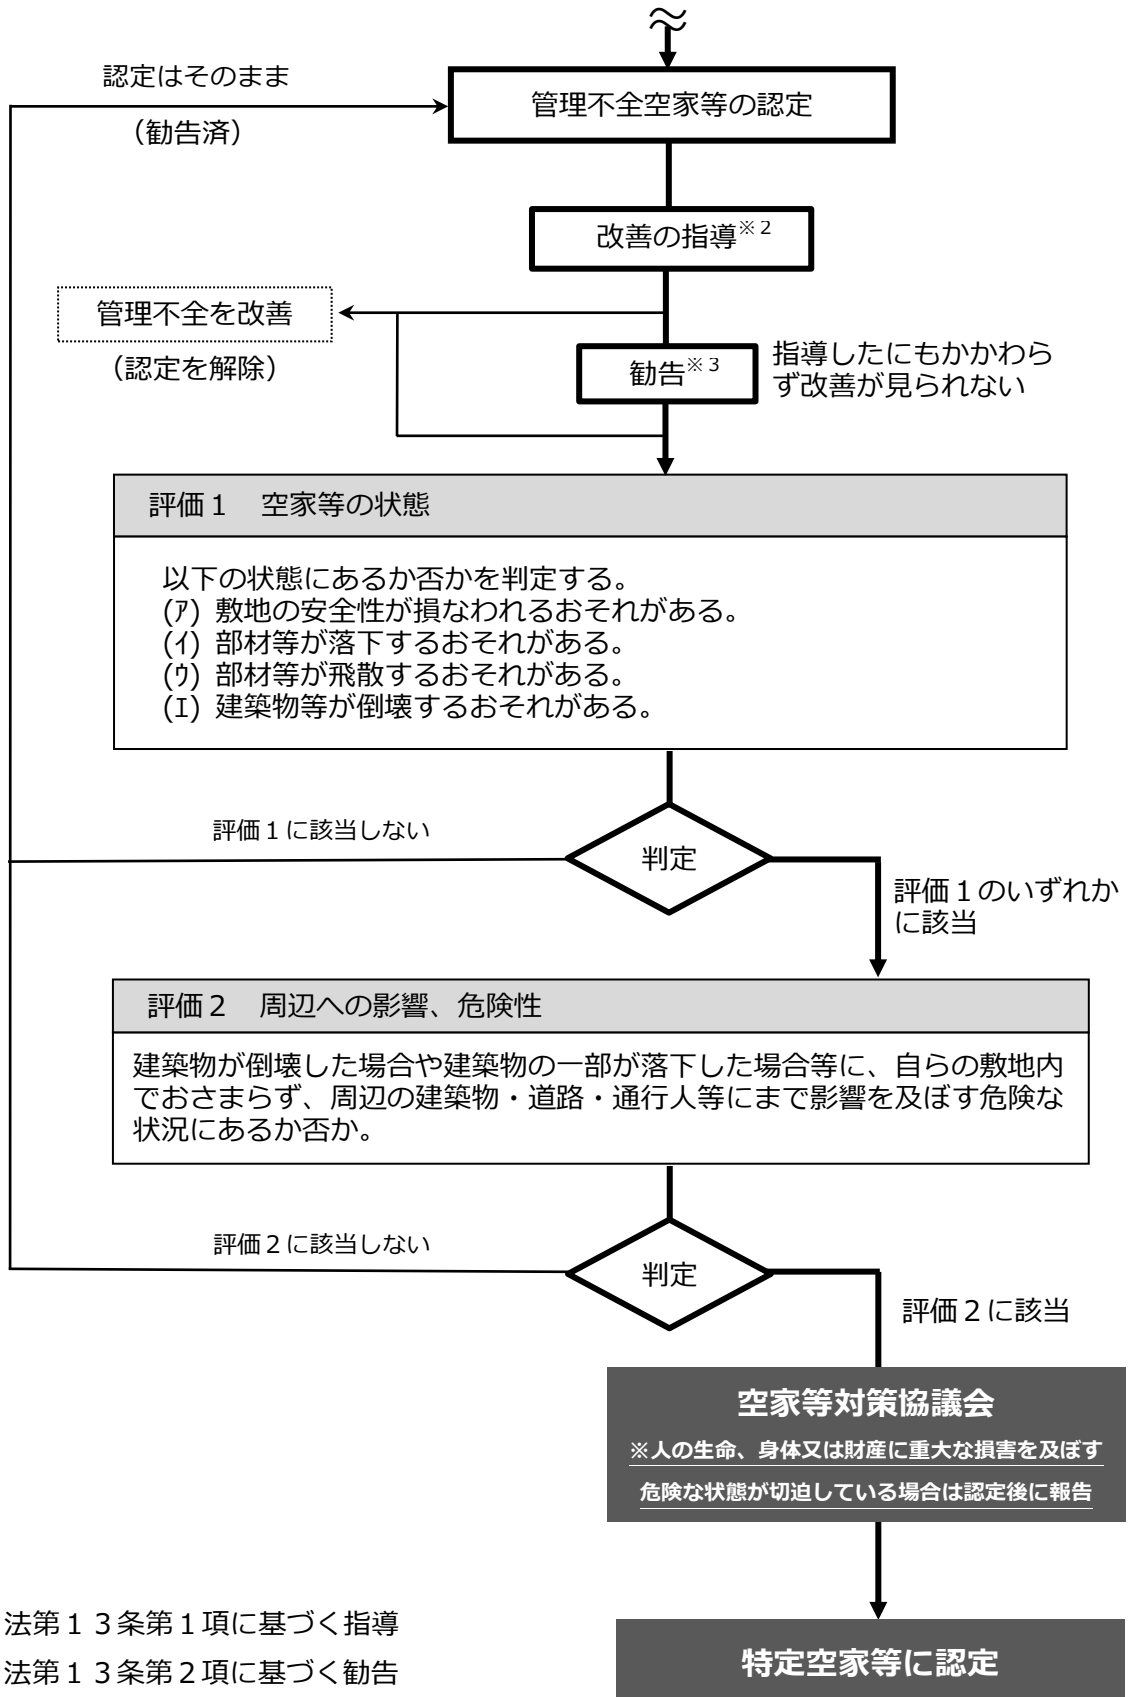 認定はそのまま
（勧告済）
管理不全空家等の認定
改善の指導※２
管理不全を改善
（認定を解除）
勧告※３
指導したにもかかわら
ず改善が見られない
評価１　空家等の状態
以下の状態にあるか否かを判定する。
(ｱ) 敷地の安全性が損なわれるおそれがある。
(ｲ) 部材等が落下するおそれがある。
(ｳ) 部材等が飛散するおそれがある。
(ｴ) 建築物等が倒壊するおそれがある。
評価１に該当しない
判定
評価１のいずれか
に該当
評価２　周辺への影響、危険性
建築物が倒壊した場合や建築物の一部が落下した場合等に、自らの敷地内
でおさまらず、周辺の建築物・道路・通行人等にまで影響を及ぼす危険な
状況にあるか否か。
評価２に該当しない
判定
評価２に該当
空家等対策協議会
※人の生命、身体又は財産に重大な損害を及ぼす
危険な状態が切迫している場合は認定後に報告
法第１３条第１項に基づく指導
法第１３条第２項に基づく勧告
特定空家等に認定